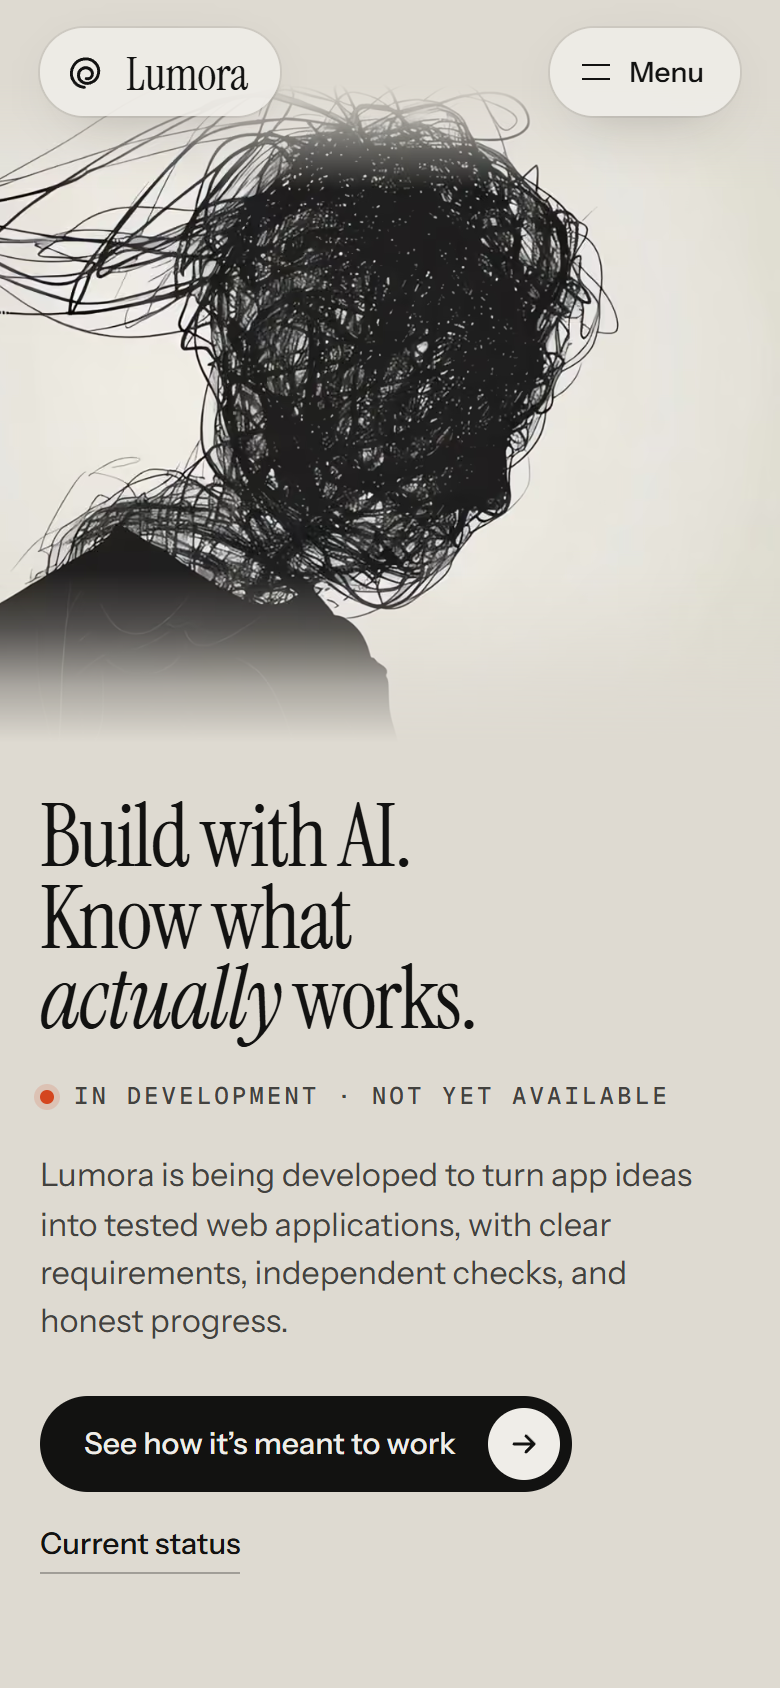 Lumora
Menu
Build with AI.
Know what
actually works.
IN DEVELOPMENT · NOT YET AVAILABLE
Lumora is being developed to turn app ideas
into tested web applications, with clear
requirements, independent checks, and
honest progress.
See how it’s meant to work
Current status